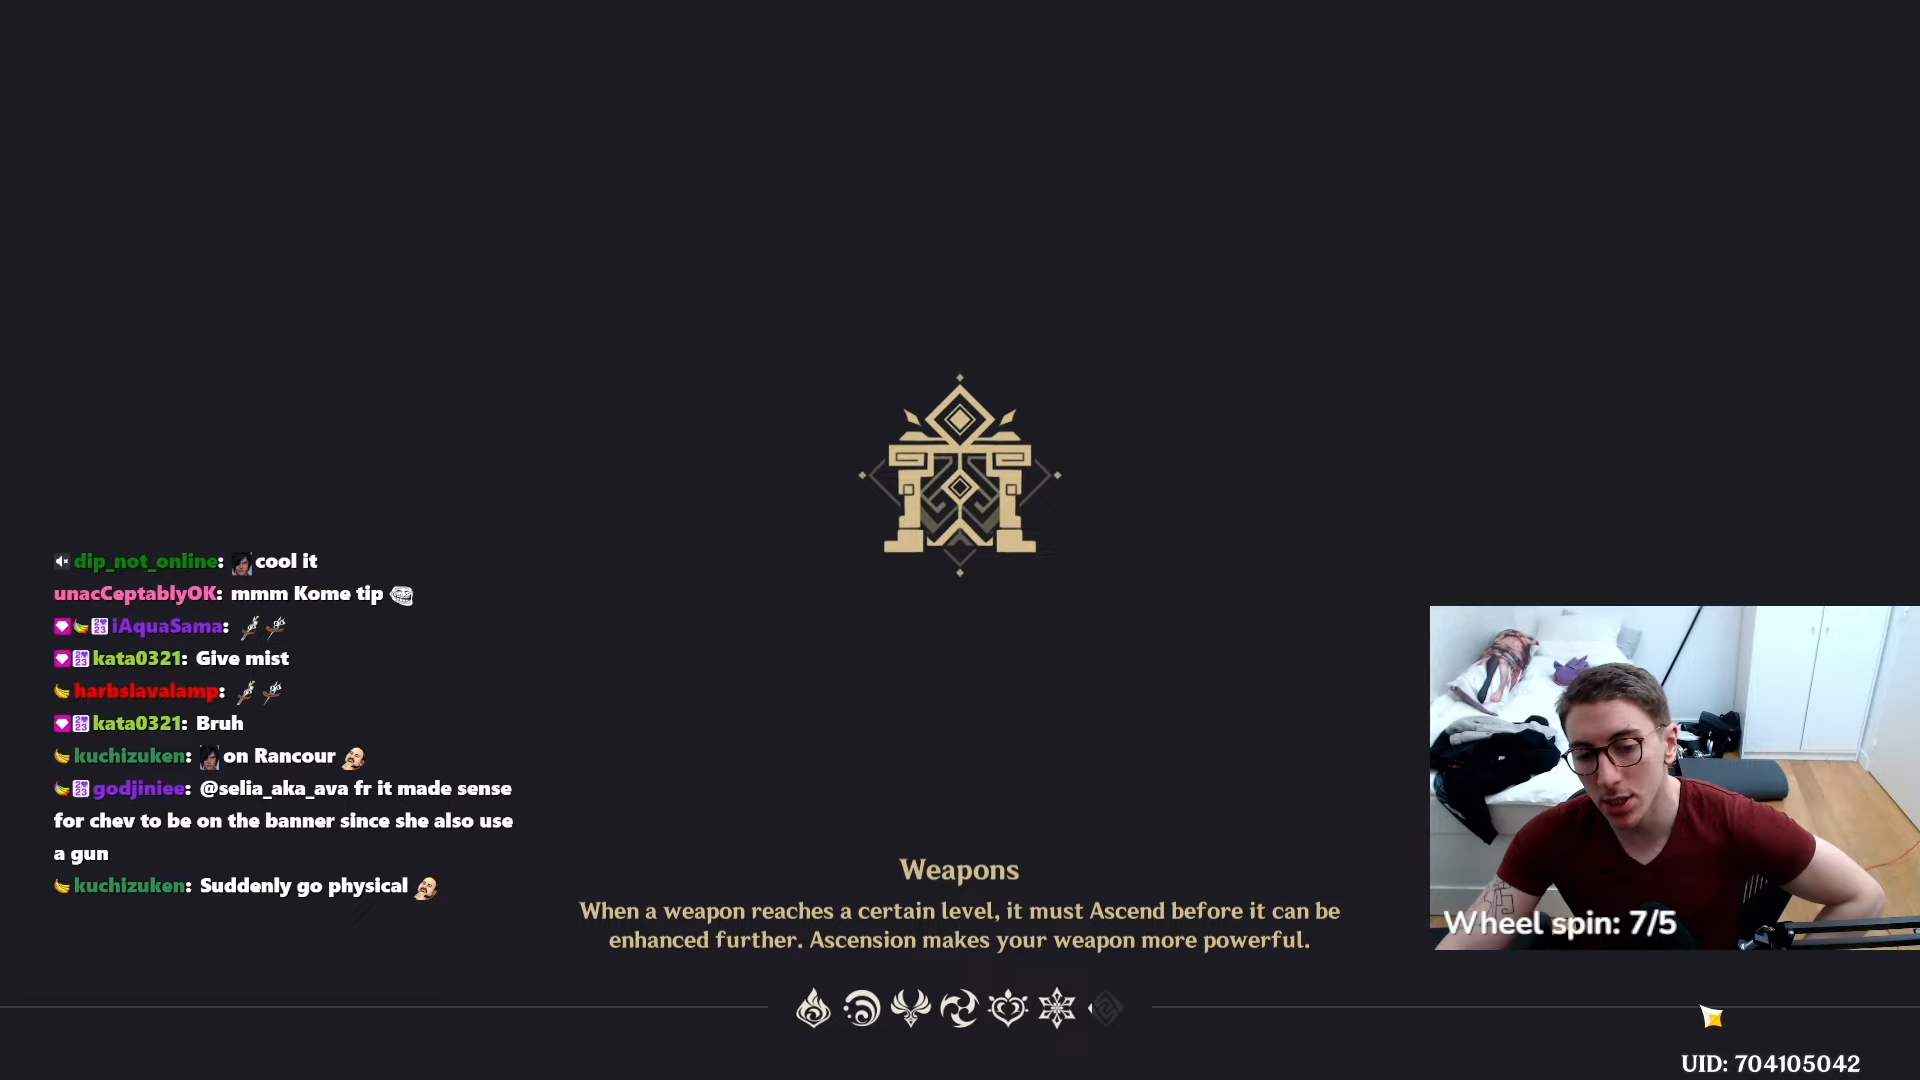 dip_not_online: cool it
unacCeptablyOK: mmm Kome tip
iAquaSama:
kata0321: Give mist
harbslavalamp:
kata0321: Bruh
kuchizuken: on Rancour
godjiniee: @selia_aka_ava fr it made sense
for chev to be on the banner since she also use
a gun
kuchizuken: Suddenly go physical
Weapons
When a weapon reaches a certain level, it must Ascend before it can be
enhanced further. Ascension makes your weapon more powerful.
Wheel spin: 7/5
UID: 704105042